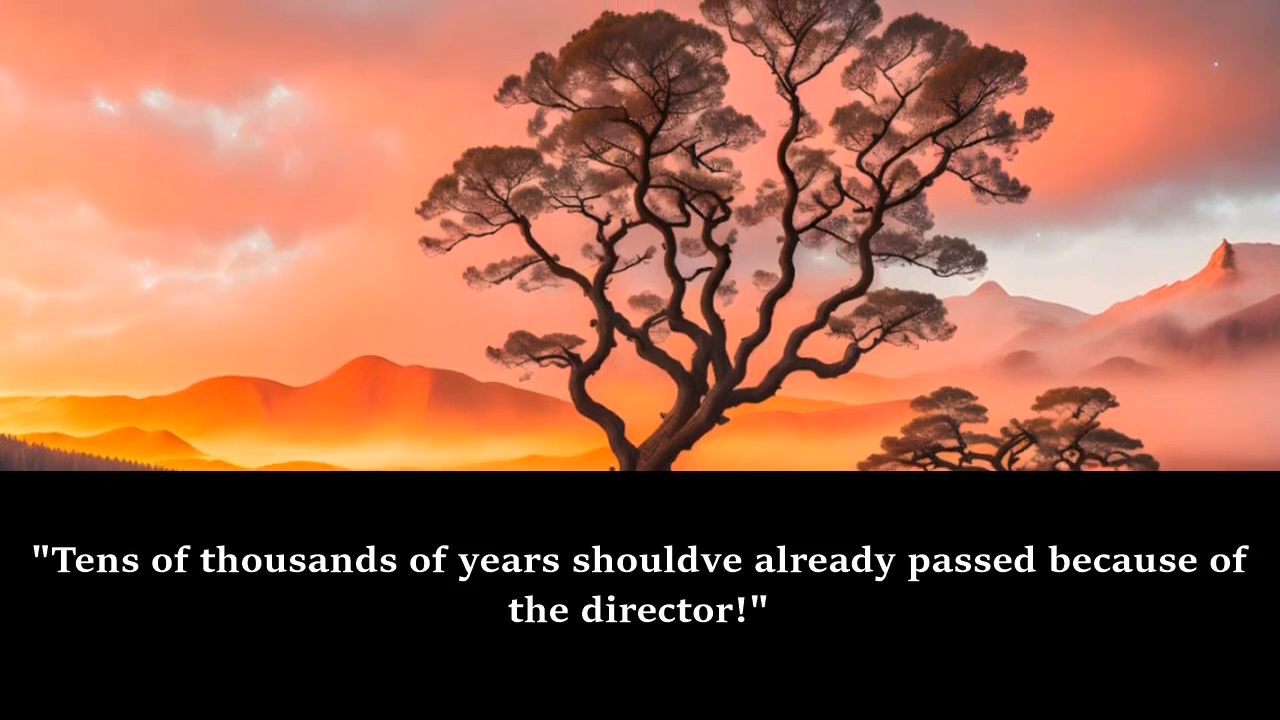 "Tens of thousands of years shouldve already passed because of
the director!"